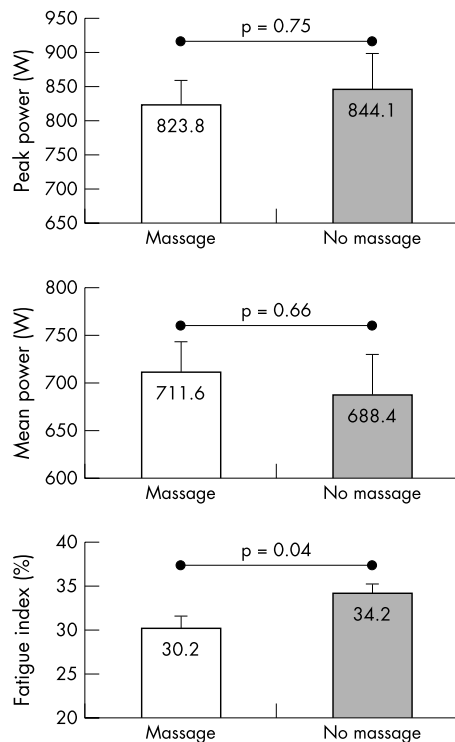 Peak power (W)
950
900
850
800
750
700
650
p = 0.75
823.8
844.1
Massage
No massage
Mean power (W)
800
750
700
650
600
p = 0.66
711.6
688.4
Massage
No massage
Fatigue index (%)
40
35
30
25
20
p = 0.04
30.2
34.2
Massage
No massage